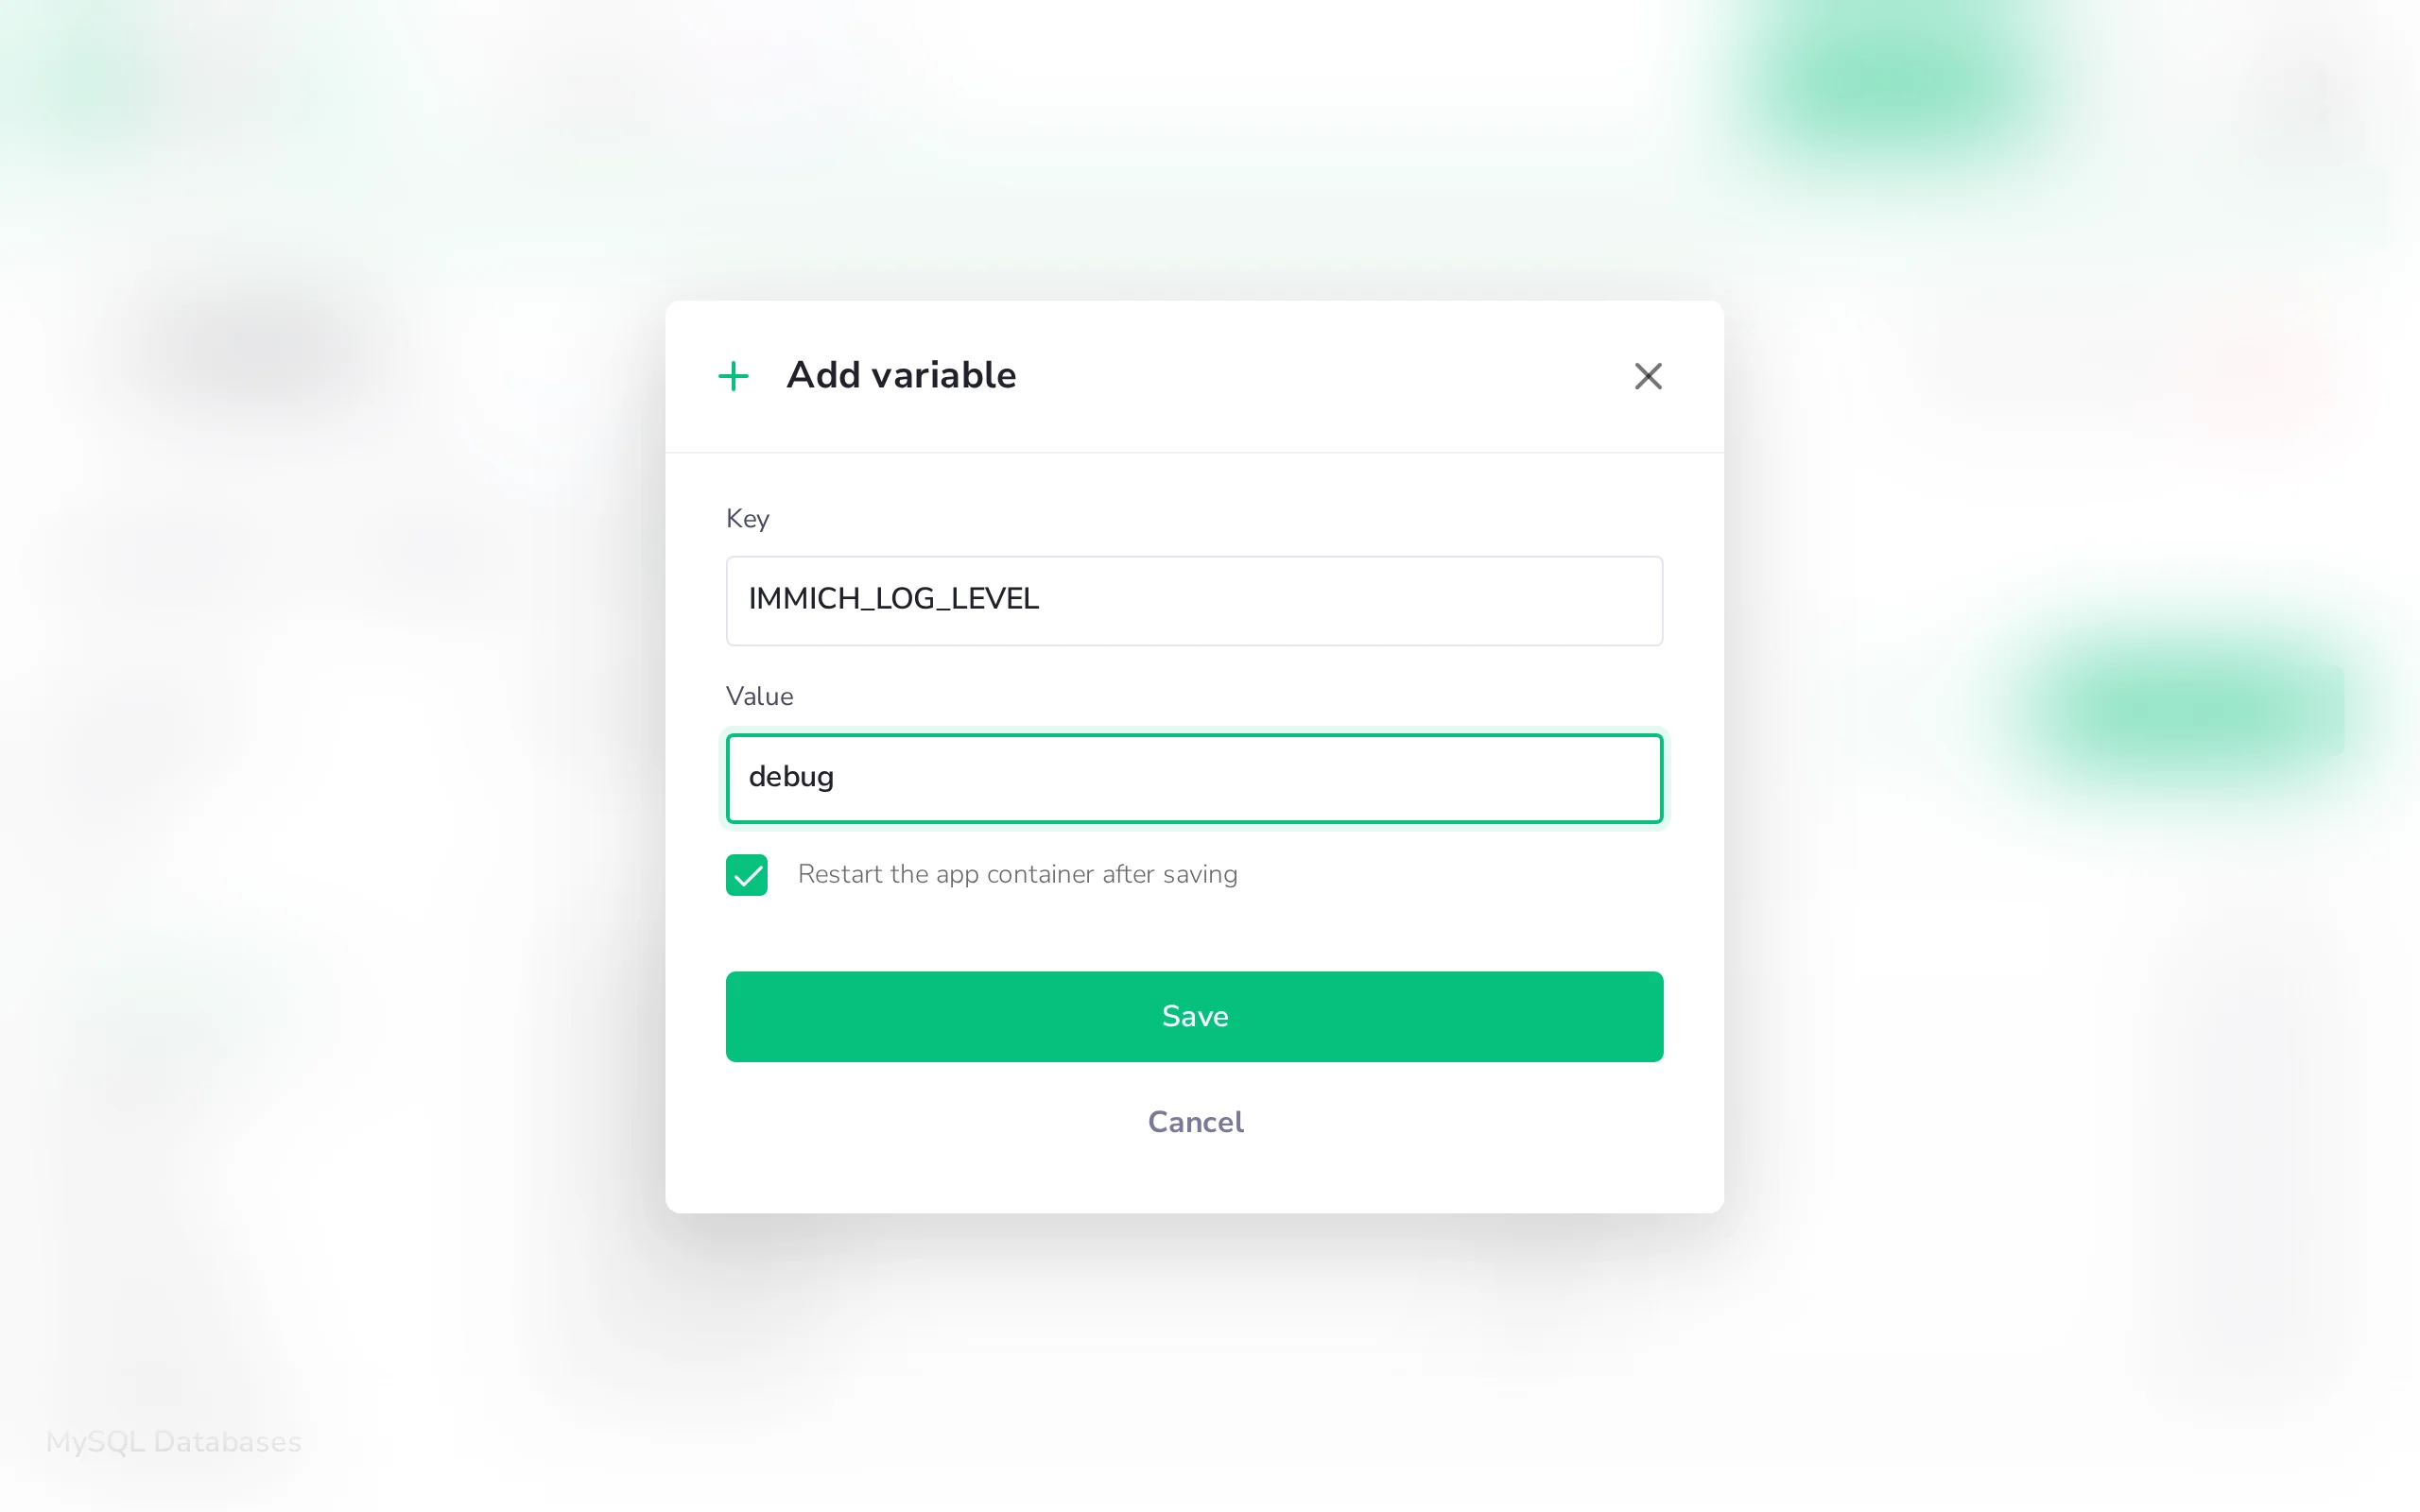 Add variable
Key
IMMICH_LOG_LEVEL
Value
debug
Restart the app container after saving
Save
Cancel
MySQL Databases